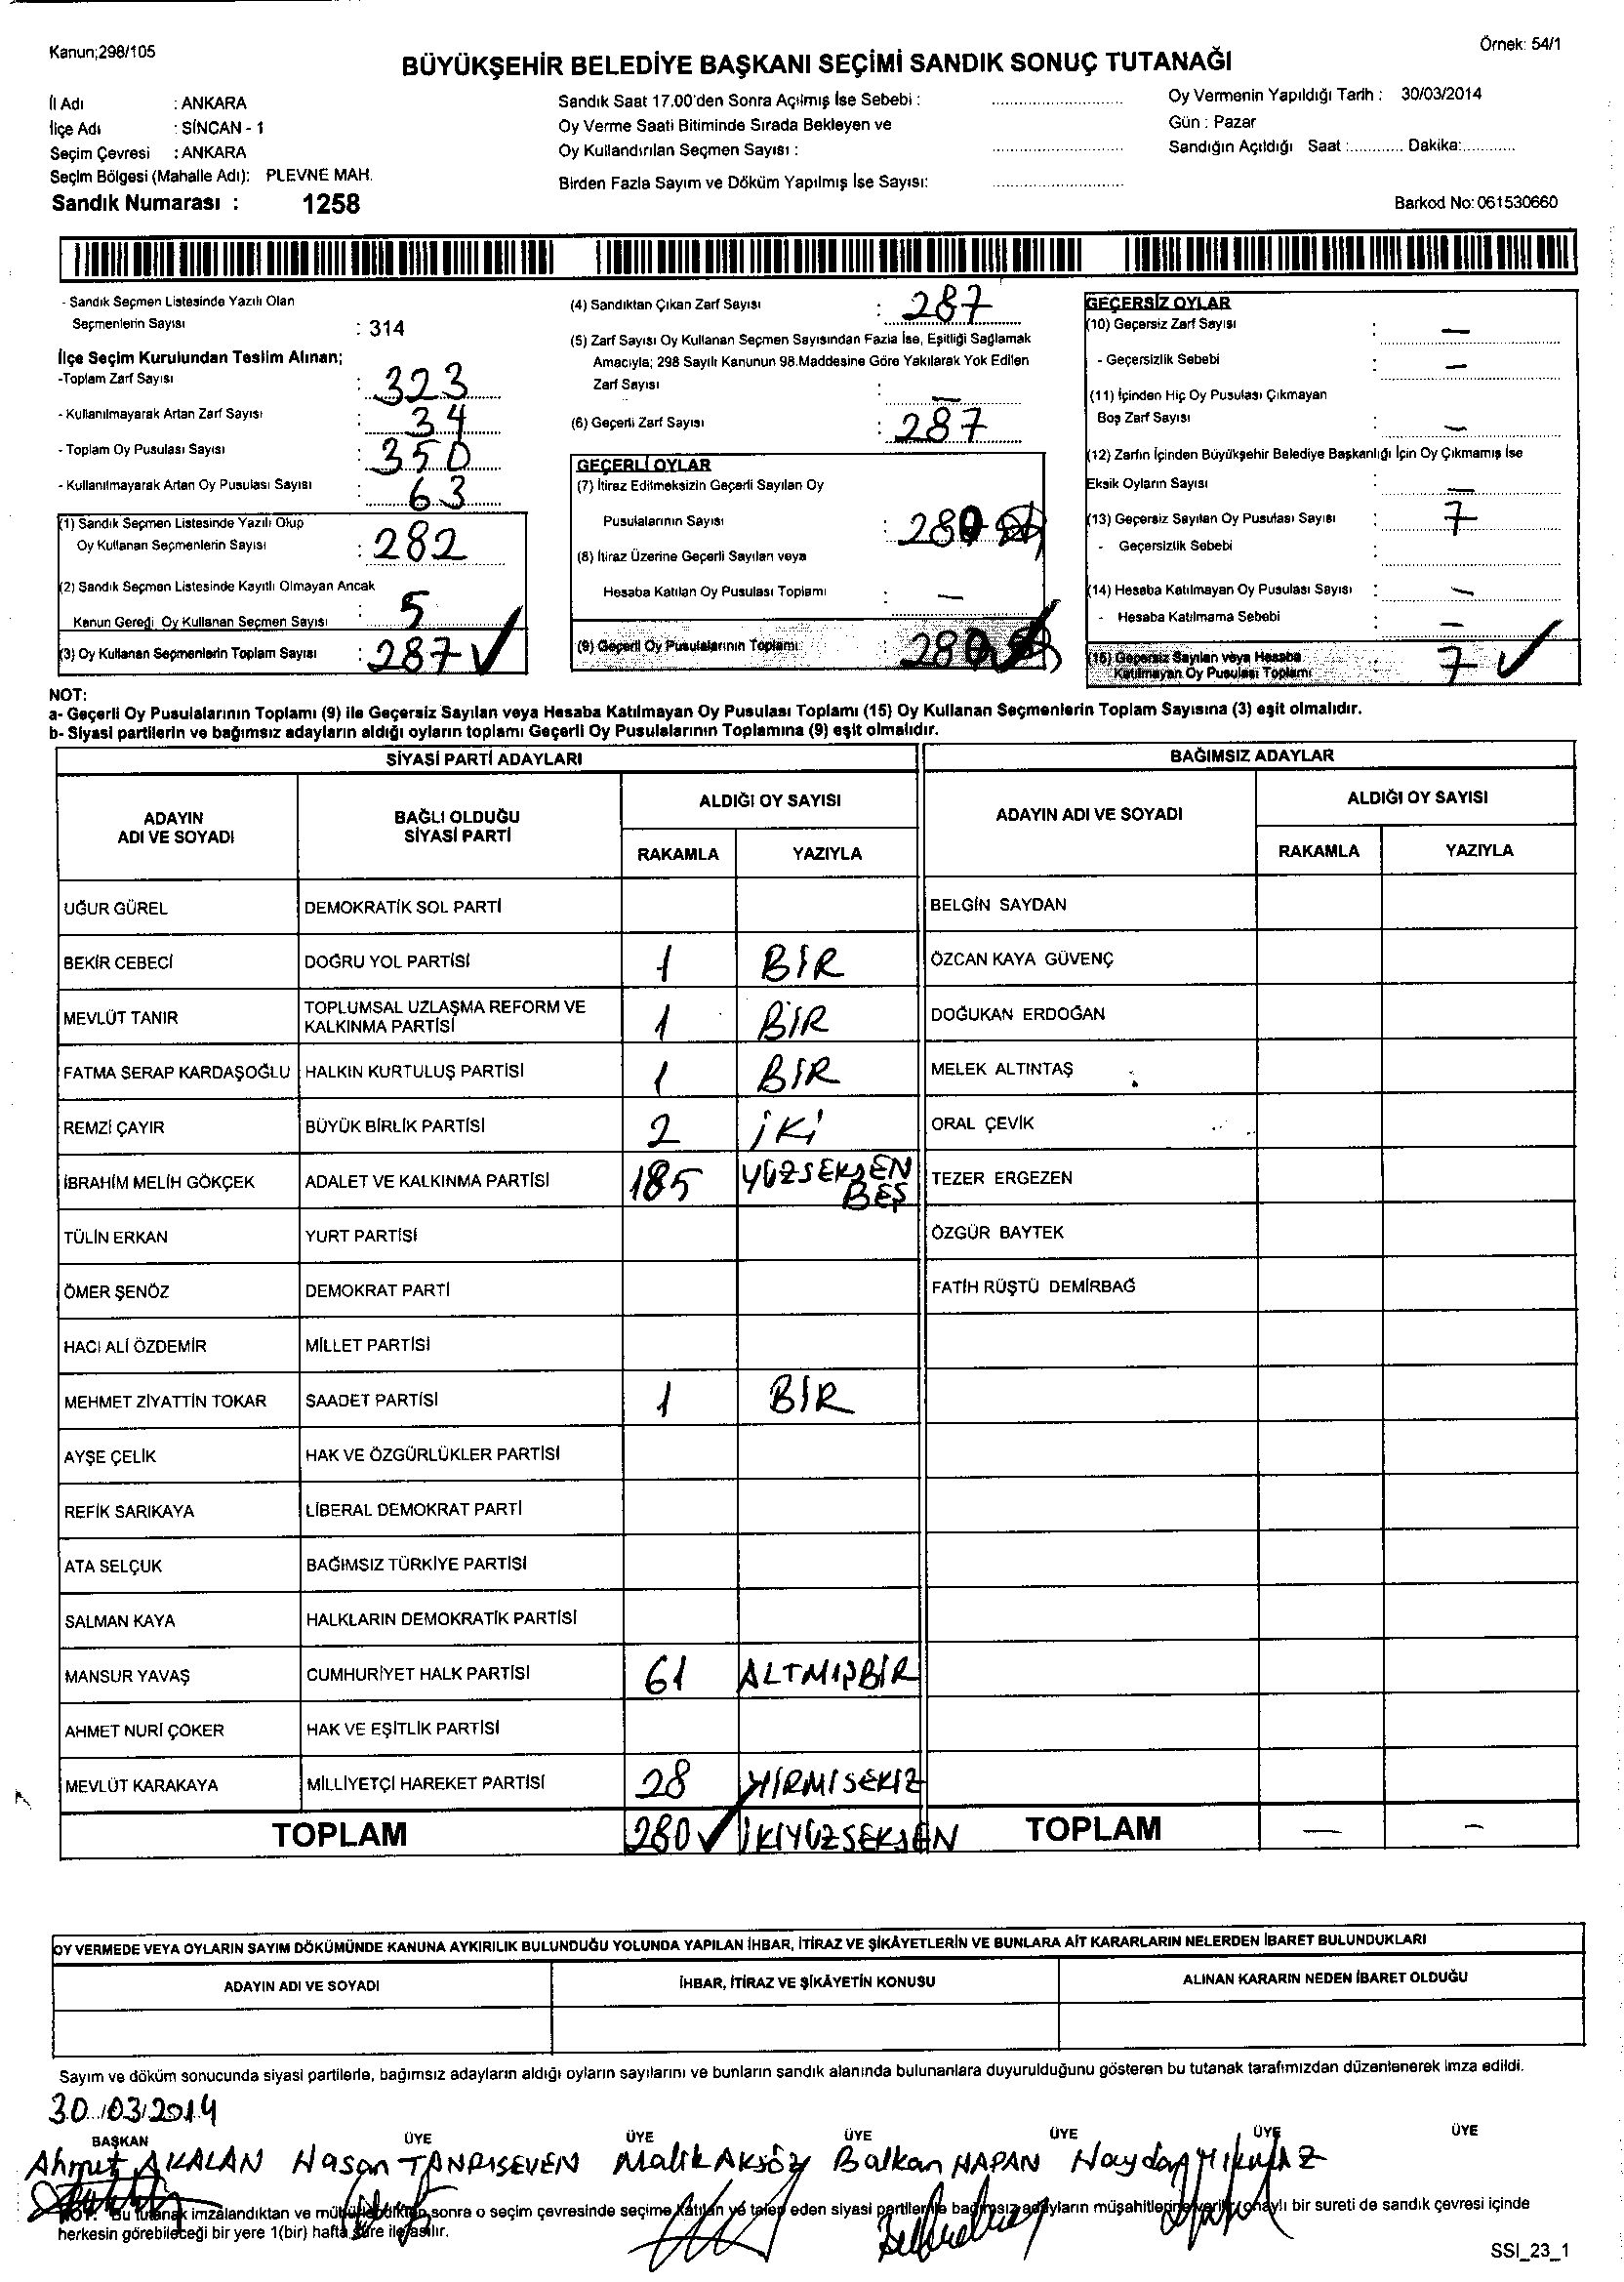 Kanun;298/105
Örnek: 54/1
BÜYÜKŞEHİR BELEDİYE BAŞKANI SEÇİMİ SANDIK SONUÇ TUTANAĞI
İl Adı : ANKARA
İlçe Adı : SİNCAN - 1
Seçim Çevresi : ANKARA
Seçim Bölgesi (Mahalle Adı): PLEVNE MAH.
Sandık Numarası : 1258
Sandık Saat 17.00'den Sonra Açılmış İse Sebebi :
Oy Verme Saati Bitiminde Sırada Bekleyen ve
Oy Kullandırılan Seçmen Sayısı :
Birden Fazla Sayım ve Döküm Yapılmış İse Sayısı:
Oy Vermenin Yapıldığı Tarih : 30/03/2014
Gün : Pazar
Sandığın Açıldığı Saat :............ Dakika:............
Barkod No: 061530660
- Sandık Seçmen Listesinde Yazılı Olan
Seçmenlerin Sayısı : 314
İlçe Seçim Kurulundan Teslim Alınan;
-Toplam Zarf Sayısı : 323
- Kullanılmayarak Artan Zarf Sayısı : 34
- Toplam Oy Pusulası Sayısı : 350
- Kullanılmayarak Artan Oy Pusulası Sayısı : 63
(1) Sandık Seçmen Listesinde Yazılı Olup
Oy Kullanan Seçmenlerin Sayısı : 282
(2) Sandık Seçmen Listesinde Kayıtlı Olmayan Ancak
Kanun Gereği Oy Kullanan Seçmen Sayısı : 5
(3) Oy Kullanan Seçmenlerin Toplam Sayısı : 287 ✓
(4) Sandıktan Çıkan Zarf Sayısı : 287
(5) Zarf Sayısı Oy Kullanan Seçmen Sayısından Fazla İse, Eşitliği Sağlamak
Amacıyla; 298 Sayılı Kanunun 98.Maddesine Göre Yakılarak Yok Edilen
Zarf Sayısı : —
(6) Geçerli Zarf Sayısı : 287
GEÇERLİ OYLAR
(7) İtiraz Edilmeksizin Geçerli Sayılan Oy
Pusulalarının Sayısı : 280
(8) İtiraz Üzerine Geçerli Sayılan veya
Hesaba Katılan Oy Pusulası Toplamı : —
(9) Geçerli Oy Pusulalarının Toplamı : 280 ✓
GEÇERSİZ OYLAR
(10) Geçersiz Zarf Sayısı : —
- Geçersizlik Sebebi : —
(11) İçinden Hiç Oy Pusulası Çıkmayan
Boş Zarf Sayısı : —
(12) Zarfın İçinden Büyükşehir Belediye Başkanlığı İçin Oy Çıkmamış İse
Eksik Oyların Sayısı : —
(13) Geçersiz Sayılan Oy Pusulası Sayısı : 7
- Geçersizlik Sebebi :
(14) Hesaba Katılmayan Oy Pusulası Sayısı : —
- Hesaba Katılmama Sebebi : —
(15) Geçersiz Sayılan veya Hesaba
Katılmayan Oy Pusulası Toplamı : 7 ✓
NOT:
a- Geçerli Oy Pusulalarının Toplamı (9) ile Geçersiz Sayılan veya Hesaba Katılmayan Oy Pusulası Toplamı (15) Oy Kullanan Seçmenlerin Toplam Sayısına (3) eşit olmalıdır.
b- Siyasi partilerin ve bağımsız adayların aldığı oyların toplamı Geçerli Oy Pusulalarının Toplamına (9) eşit olmalıdır.
SİYASİ PARTİ ADAYLARI
ADAYIN ADI VE SOYADI
BAĞLI OLDUĞU SİYASİ PARTİ
ALDIĞI OY SAYISI
RAKAMLA YAZIYLA
UĞUR GÜREL DEMOKRATİK SOL PARTİ
BEKİR CEBECİ DOĞRU YOL PARTİSİ 1 BİR
MEVLÜT TANIR TOPLUMSAL UZLAŞMA REFORM VE KALKINMA PARTİSİ 1 BİR
FATMA SERAP KARDAŞOĞLU HALKIN KURTULUŞ PARTİSİ 1 BİR
REMZİ ÇAYIR BÜYÜK BİRLİK PARTİSİ 2 İKİ
İBRAHİM MELİH GÖKÇEK ADALET VE KALKINMA PARTİSİ 185 YÜZSEKSEN BEŞ
TÜLİN ERKAN YURT PARTİSİ
ÖMER ŞENÖZ DEMOKRAT PARTİ
HACI ALİ ÖZDEMİR MİLLET PARTİSİ
MEHMET ZİYATTİN TOKAR SAADET PARTİSİ 1 BİR
AYŞE ÇELİK HAK VE ÖZGÜRLÜKLER PARTİSİ
REFİK SARIKAYA LİBERAL DEMOKRAT PARTİ
ATA SELÇUK BAĞIMSIZ TÜRKİYE PARTİSİ
SALMAN KAYA HALKLARIN DEMOKRATİK PARTİSİ
MANSUR YAVAŞ CUMHURİYET HALK PARTİSİ 61 ALTMIŞBİR
AHMET NURİ ÇOKER HAK VE EŞİTLİK PARTİSİ
MEVLÜT KARAKAYA MİLLİYETÇİ HAREKET PARTİSİ 28 YİRMİSEKİZ
TOPLAM 280 ✓ İKİYÜZSEKSEN
BAĞIMSIZ ADAYLAR
ADAYIN ADI VE SOYADI
ALDIĞI OY SAYISI
RAKAMLA YAZIYLA
BELGİN SAYDAN
ÖZCAN KAYA GÜVENÇ
DOĞUKAN ERDOĞAN
MELEK ALTINTAŞ
ORAL ÇEVİK
TEZER ERGEZEN
ÖZGÜR BAYTEK
FATİH RÜŞTÜ DEMİRBAĞ
TOPLAM — —
OY VERMEDE VEYA OYLARIN SAYIM DÖKÜMÜNDE KANUNA AYKIRILIK BULUNDUĞU YOLUNDA YAPILAN İHBAR, İTİRAZ VE ŞİKÂYETLERİN VE BUNLARA AİT KARARLARIN NELERDEN İBARET BULUNDUKLARI
ADAYIN ADI VE SOYADI İHBAR, İTİRAZ VE ŞİKÂYETİN KONUSU ALINAN KARARIN NEDEN İBARET OLDUĞU
Sayım ve döküm sonucunda siyasi partilerle, bağımsız adayların aldığı oyların sayılarını ve bunların sandık alanında bulunanlara duyurulduğunu gösteren bu tutanak tarafımızdan düzenlenerek imza edildi.
30/03/2014
BAŞKAN ÜYE ÜYE ÜYE ÜYE ÜYE ÜYE
Ahmet AKALAN Hasan TANRISEVEN Malik AKSÖZ Balkan HAPAN Haydar
NOT: Bu tutanak imzalandıktan ve mühürlendikten sonra o seçim çevresinde seçime katılan ve talep eden siyasi partilerle bağımsız adayların müşahitlerine verilir, onaylı bir sureti de sandık çevresi içinde
herkesin görebileceği bir yere 1(bir) hafta süre ile asılır.
SSI_23_1